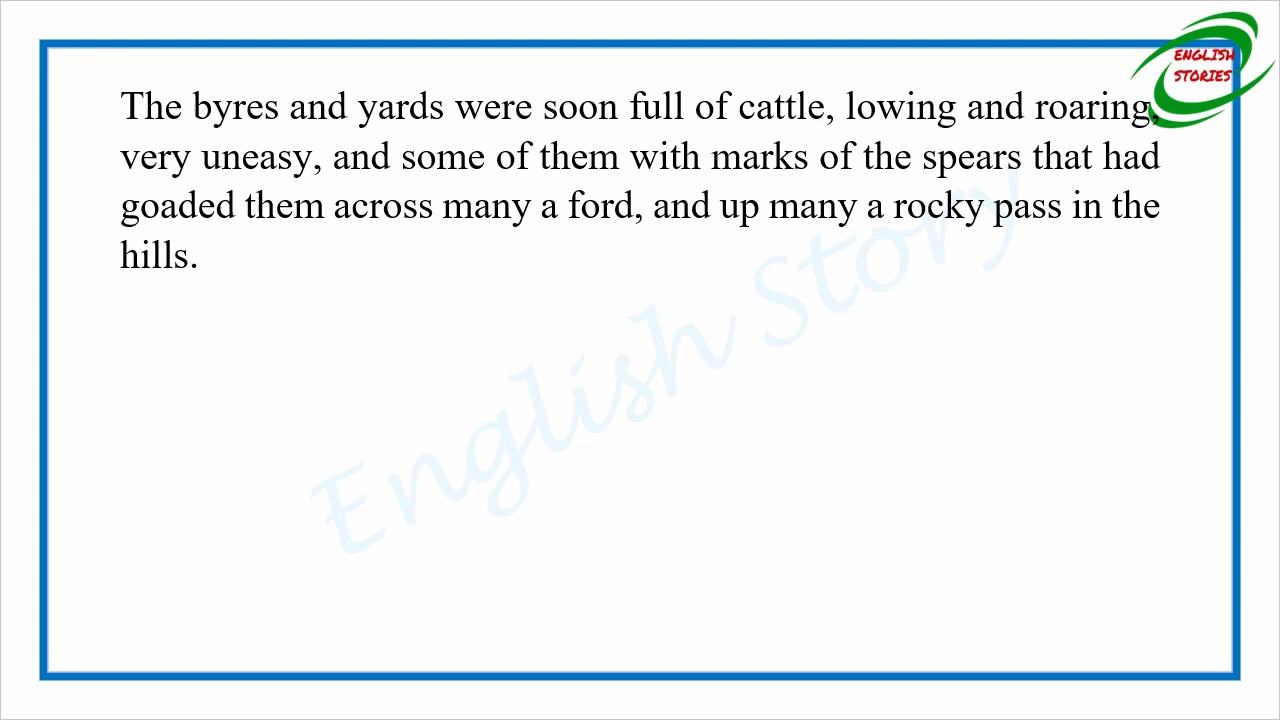 ENGLISH
STORIES
The byres and yards were soon full of cattle, lowing and roaring,
very uneasy, and some of them with marks of the spears that had
goaded them across many a ford, and up many a rocky pass in the
hills.
English Story